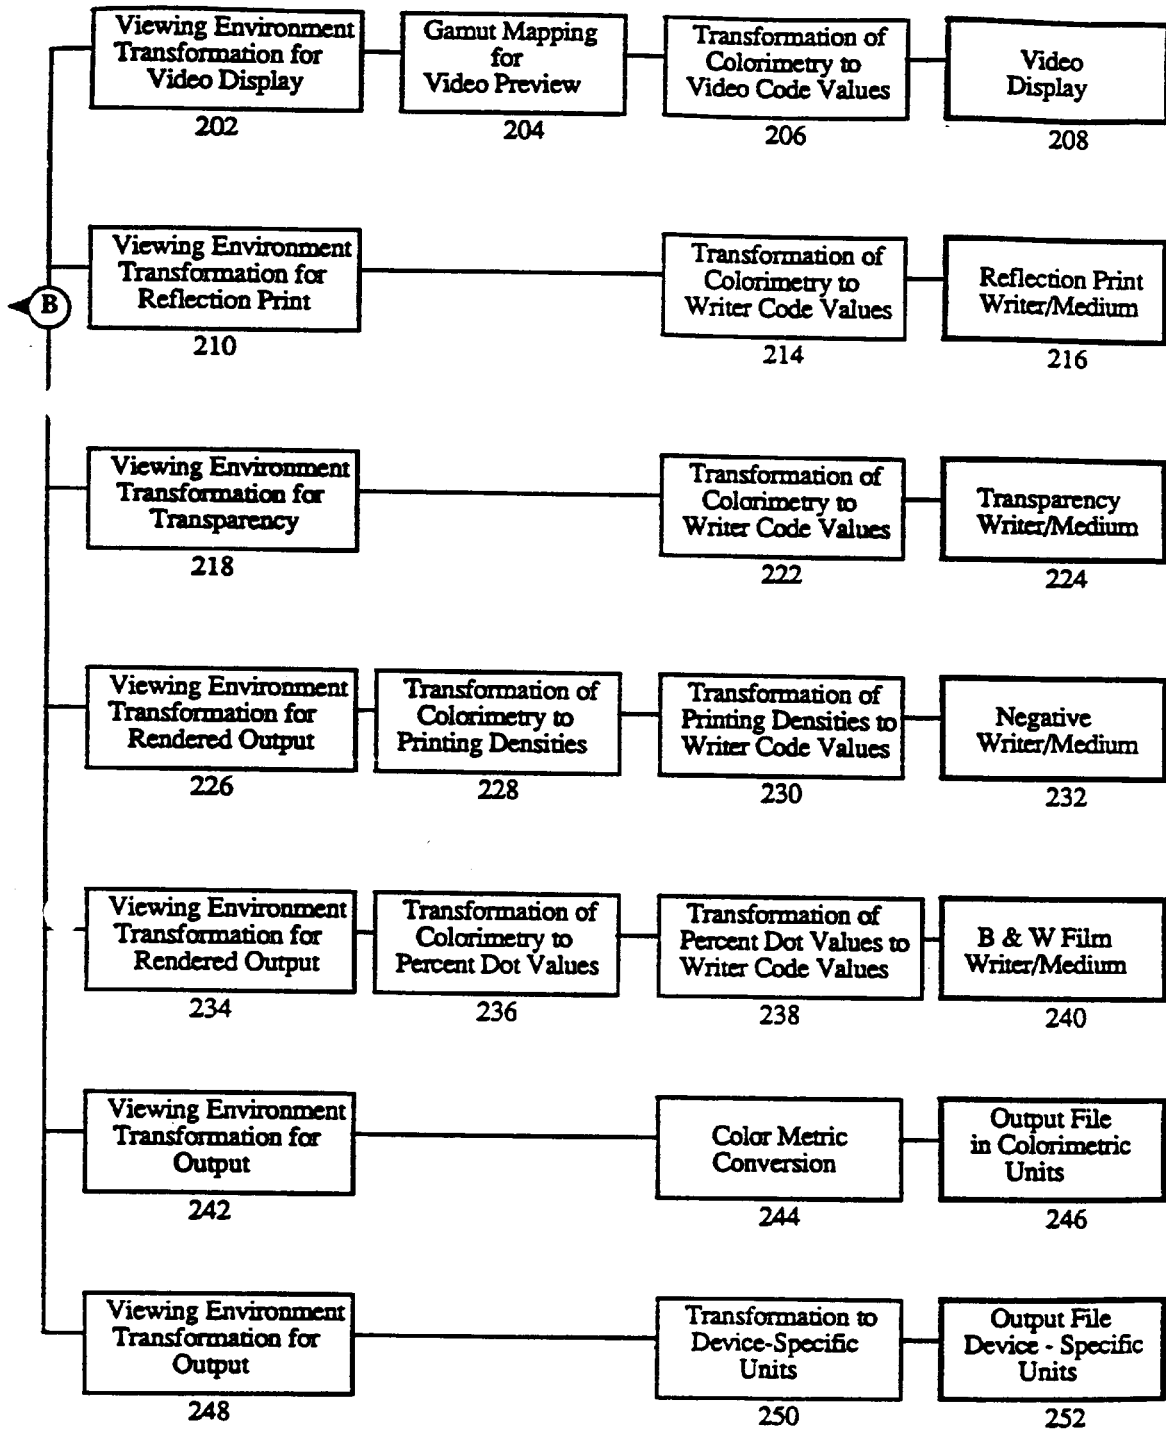 Viewing Environment
Transformation for
Video Display
202
Gamut Mapping
for
Video Preview
204
Transformation of
Colorimetry to
Video Code Values
206
Video
Display
208
B
Viewing Environment
Transformation for
Reflection Print
210
Transformation of
Colorimetry to
Writer Code Values
214
Reflection Print
Writer/Medium
216
Viewing Environment
Transformation for
Transparency
218
Transformation of
Colorimetry to
Writer Code Values
222
Transparency
Writer/Medium
224
Viewing Environment
Transformation for
Rendered Output
226
Transformation of
Colorimetry to
Printing Densities
228
Transformation of
Printing Densities to
Writer Code Values
230
Negative
Writer/Medium
232
Viewing Environment
Transformation for
Rendered Output
234
Transformation of
Colorimetry to
Percent Dot Values
236
Transformation of
Percent Dot Values to
Writer Code Values
238
B & W Film
Writer/Medium
240
Viewing Environment
Transformation for
Output
242
Color Metric
Conversion
244
Output File
in Colorimetric
Units
246
Viewing Environment
Transformation for
Output
248
Transformation to
Device-Specific
Units
250
Output File
Device - Specific
Units
252